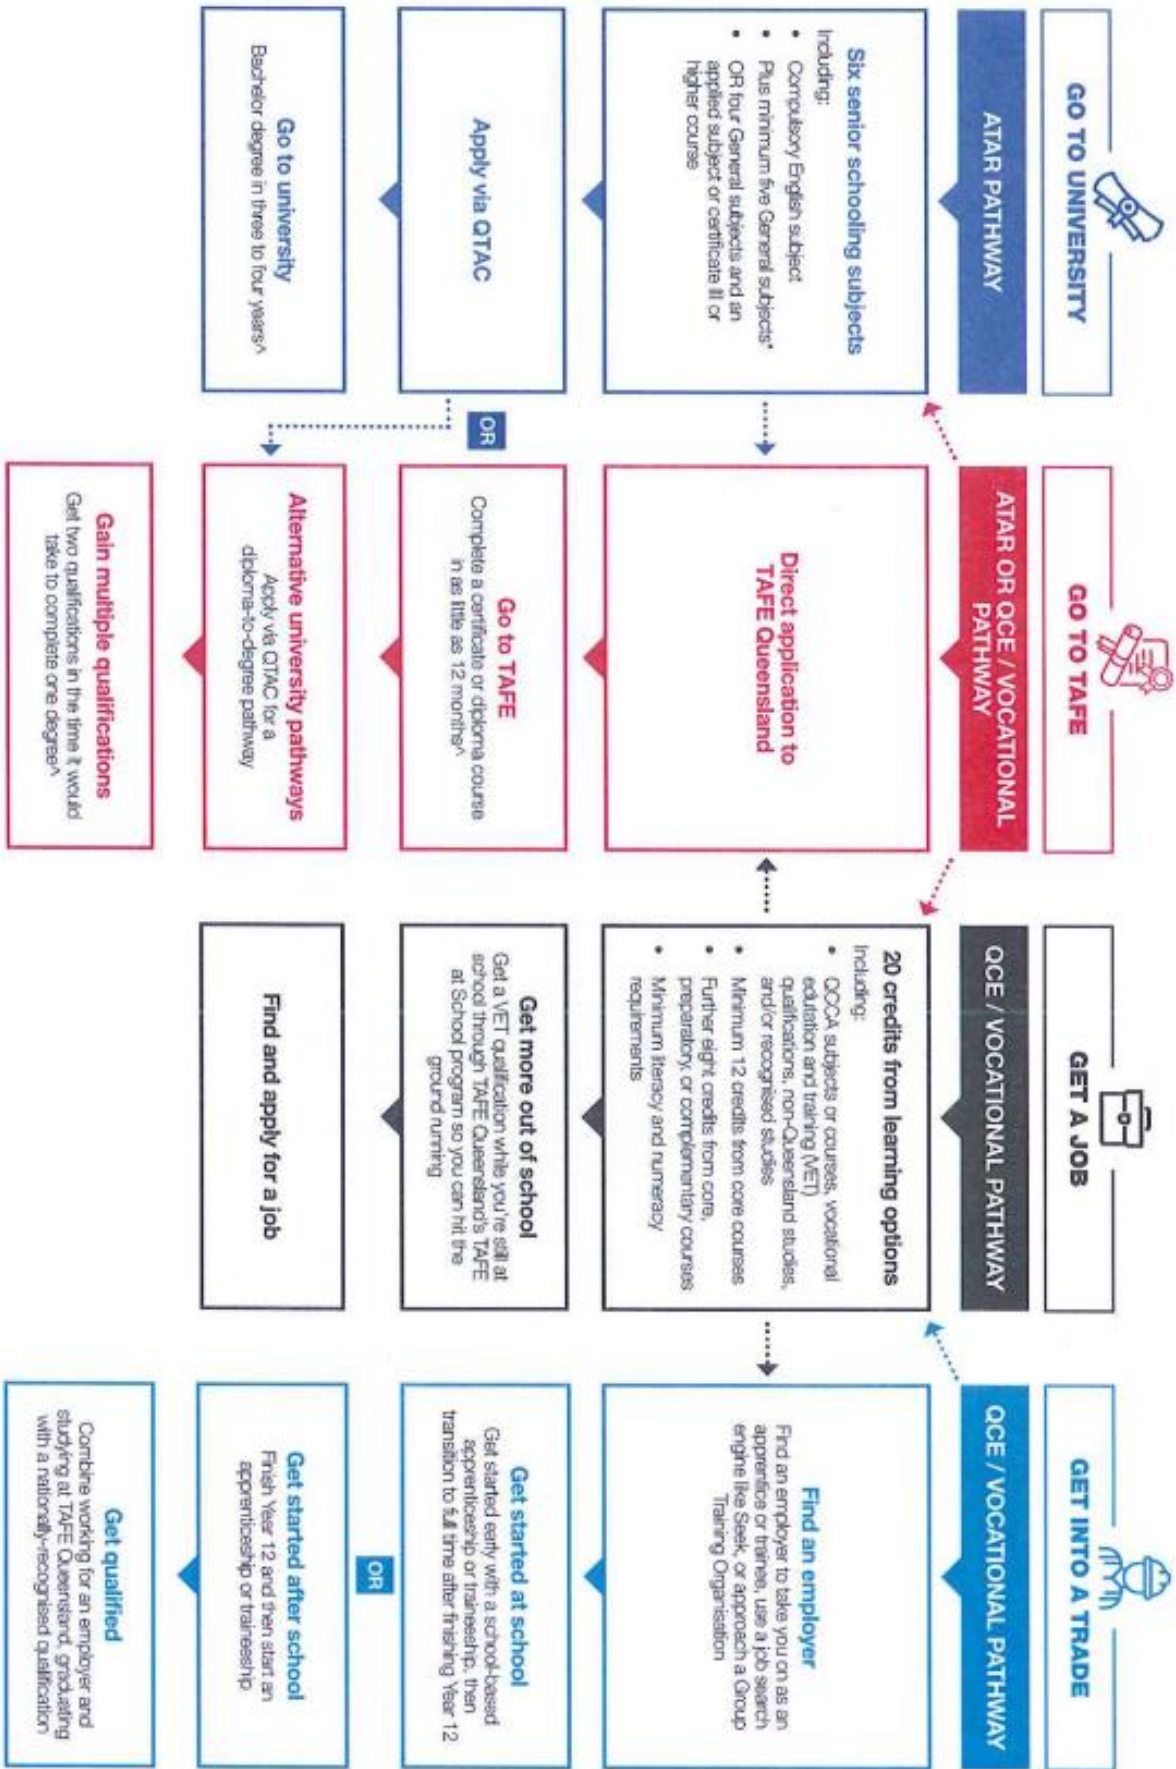 GO TO UNIVERSITY
ATAR PATHWAY
Six senior schooling subjects
Including:
• Compulsory English subject
• Plus minimum five General subjects*
• OR four General subjects and an
applied subject or certificate III or
higher course
Apply via QTAC
Go to university
Bachelor degree in three to four years^
OR
GO TO TAFE
ATAR OR QCE / VOCATIONAL
PATHWAY
Direct application to
TAFE Queensland
Go to TAFE
Complete a certificate or diploma course
in as little as 12 months^
Alternative university pathways
Apply via QTAC for a
diploma-to-degree pathway
Gain multiple qualifications
Get two qualifications in the time it would
take to complete one degree^
GET A JOB
QCE / VOCATIONAL PATHWAY
20 credits from learning options
Including:
• QCCA subjects or courses, vocational
edutation and training (VET)
qualifications, non-Queensland studies,
and/or recognised studies
• Minimum 12 credits from core courses
• Further eight credits from core,
preparatory, or complementary courses
• Minimum literacy and numeracy
requirements
Get more out of school
Get a VET qualification while you're still at
school through TAFE Queensland's TAFE
at School program so you can hit the
ground running
Find and apply for a job
GET INTO A TRADE
QCE / VOCATIONAL PATHWAY
Find an employer
Find an employer to take you on as an
apprentice or trainee, use a job search
engine like Seek, or approach a Group
Training Organisation
Get started at school
Get started early with a school-based
apprenticeship or traineeship, then
transition to full time after finishing Year 12
OR
Get started after school
Finish Year 12 and then start an
apprenticeship or traineeship
Get qualified
Combine working for an employer and
studying at TAFE Queensland, graduating
with a nationally-recognised qualification